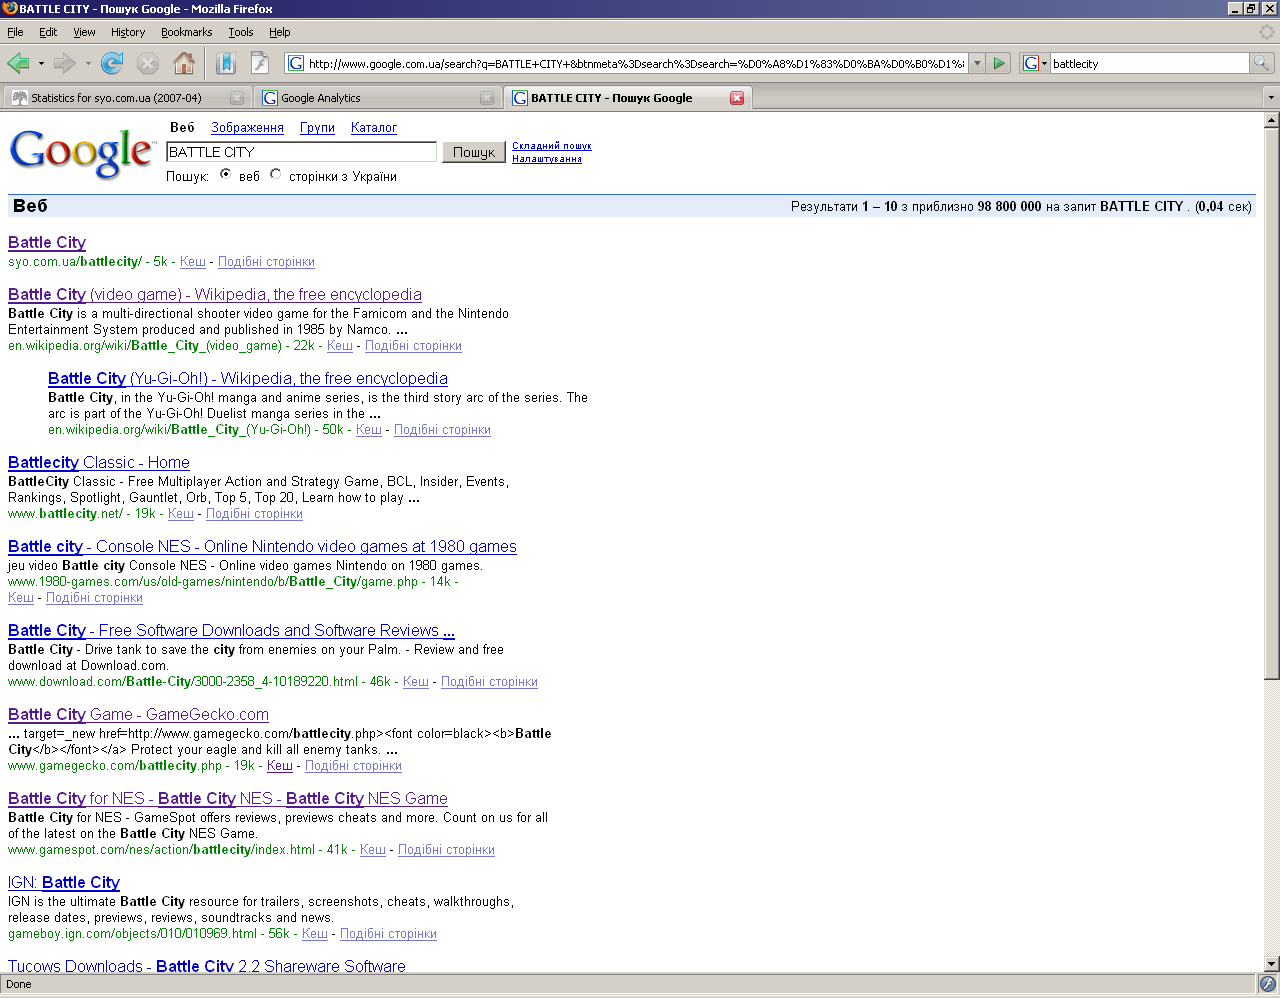 BATTLE CITY - Пошук Google - Mozilla Firefox
File Edit View History Bookmarks Tools Help
http://www.google.com.ua/search?q=BATTLE+CITY+&btnmeta%3Dsearch%3Dsearch=%D0%A8%D1%83%D0%BA%D0%B0%D1% battlecity
Statistics for syo.com.ua (2007-04) Google Analytics BATTLE CITY - Пошук Google
Google™
Веб Зображення Групи Каталог
BATTLE CITY Пошук Складний пошук
Налаштування
Пошук: веб сторінки з України
Веб Результати 1 – 10 з приблизно 98 800 000 на запит BATTLE CITY . (0,04 сек)
Battle City
syo.com.ua/battlecity/ - 5k - Кеш - Подібні сторінки
Battle City (video game) - Wikipedia, the free encyclopedia
Battle City is a multi-directional shooter video game for the Famicom and the Nintendo
Entertainment System produced and published in 1985 by Namco. ...
en.wikipedia.org/wiki/Battle_City_(video_game) - 22k - Кеш - Подібні сторінки
Battle City (Yu-Gi-Oh!) - Wikipedia, the free encyclopedia
Battle City, in the Yu-Gi-Oh! manga and anime series, is the third story arc of the series. The
arc is part of the Yu-Gi-Oh! Duelist manga series in the ...
en.wikipedia.org/wiki/Battle_City_(Yu-Gi-Oh!) - 50k - Кеш - Подібні сторінки
Battlecity Classic - Home
BattleCity Classic - Free Multiplayer Action and Strategy Game, BCL, Insider, Events,
Rankings, Spotlight, Gauntlet, Orb, Top 5, Top 20, Learn how to play ...
www.battlecity.net/ - 19k - Кеш - Подібні сторінки
Battle city - Console NES - Online Nintendo video games at 1980 games
jeu video Battle city Console NES - Online video games Nintendo on 1980 games.
www.1980-games.com/us/old-games/nintendo/b/Battle_City/game.php - 14k -
Кеш - Подібні сторінки
Battle City - Free Software Downloads and Software Reviews ...
Battle City - Drive tank to save the city from enemies on your Palm. - Review and free
download at Download.com.
www.download.com/Battle-City/3000-2358_4-10189220.html - 46k - Кеш - Подібні сторінки
Battle City Game - GameGecko.com
... target=_new href=http://www.gamegecko.com/battlecity.php><font color=black><b>Battle
City</b></font></a> Protect your eagle and kill all enemy tanks. ...
www.gamegecko.com/battlecity.php - 19k - Кеш - Подібні сторінки
Battle City for NES - Battle City NES - Battle City NES Game
Battle City for NES - GameSpot offers reviews, previews cheats and more. Count on us for all
of the latest on the Battle City NES Game.
www.gamespot.com/nes/action/battlecity/index.html - 41k - Кеш - Подібні сторінки
IGN: Battle City
IGN is the ultimate Battle City resource for trailers, screenshots, cheats, walkthroughs,
release dates, previews, reviews, soundtracks and news.
gameboy.ign.com/objects/010/010969.html - 56k - Кеш - Подібні сторінки
Tucows Downloads - Battle City 2.2 Shareware Software
Done